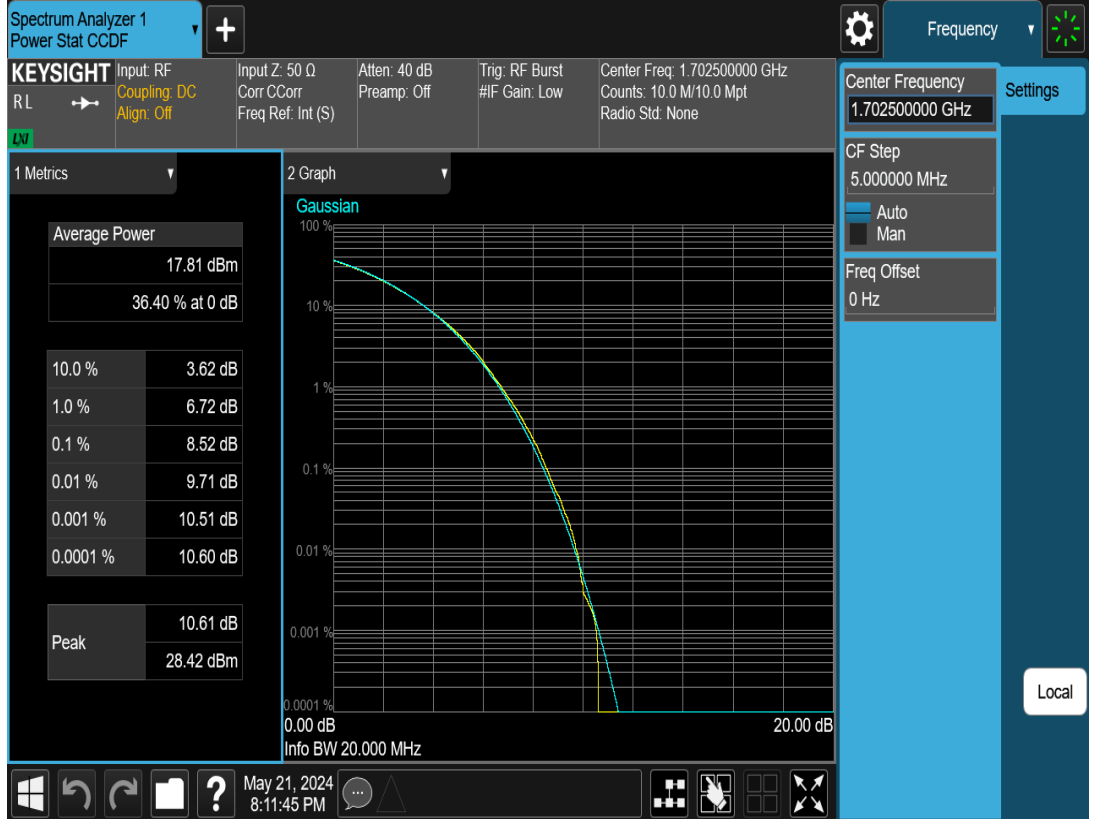 Spectrum Analyzer 1
Power Stat CCDF
+
Frequency
KEYSIGHT
RL
LXI
Input: RF
Coupling: DC
Align: Off
Input Z: 50 Ω
Corr CCorr
Freq Ref: Int (S)
Atten: 40 dB
Preamp: Off
Trig: RF Burst
#IF Gain: Low
Center Freq: 1.702500000 GHz
Counts: 10.0 M/10.0 Mpt
Radio Std: None
Center Frequency
1.702500000 GHz
Settings
CF Step
5.000000 MHz
Auto
Man
Freq Offset
0 Hz
1 Metrics
Average Power
17.81 dBm
36.40 % at 0 dB
10.0 % 3.62 dB
1.0 % 6.72 dB
0.1 % 8.52 dB
0.01 % 9.71 dB
0.001 % 10.51 dB
0.0001 % 10.60 dB
Peak
10.61 dB
28.42 dBm
2 Graph
Gaussian
100 %
10 %
1 %
0.1 %
0.01 %
0.001 %
0.0001 %
0.00 dB 20.00 dB
Info BW 20.000 MHz
Local
?
May 21, 2024
8:11:45 PM